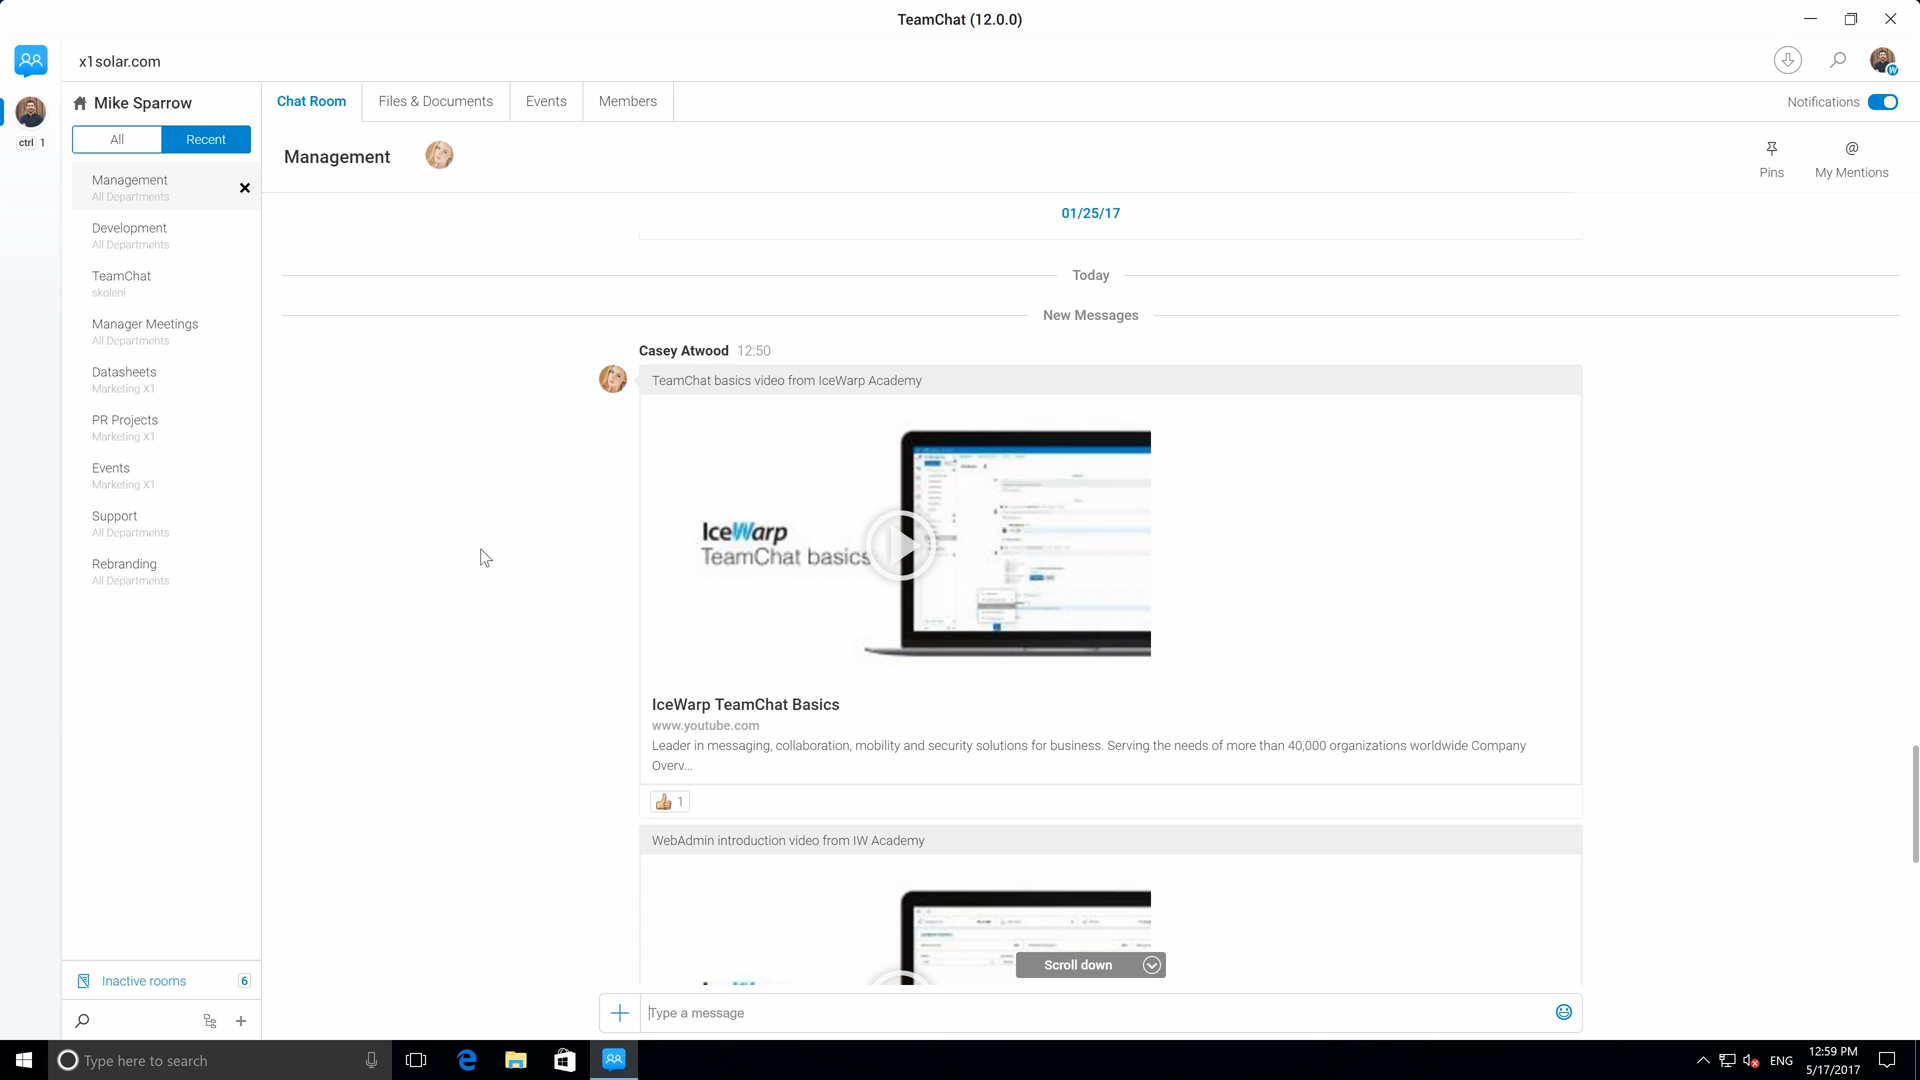 TeamChat (12.0.0)
x1solar.com
Mike Sparrow
ctrl 1
All
Recent
Management
All Departments
Development
All Departments
TeamChat
skoleni
Manager Meetings
All Departments
Datasheets
Marketing X1
PR Projects
Marketing X1
Events
Marketing X1
Support
All Departments
Rebranding
All Departments
Inactive rooms
6
Chat Room
Files & Documents
Events
Members
Notifications
W
Management
Pins
@
My Mentions
01/25/17
Today
New Messages
Casey Atwood 12:50
TeamChat basics video from IceWarp Academy
IceWarp
TeamChat basics
IceWarp TeamChat Basics
www.youtube.com
Leader in messaging, collaboration, mobility and security solutions for business. Serving the needs of more than 40,000 organizations worldwide Company
Overv...
1
WebAdmin introduction video from IW Academy
Scroll down
Type a message
Type here to search
ENG
12:59 PM
5/17/2017